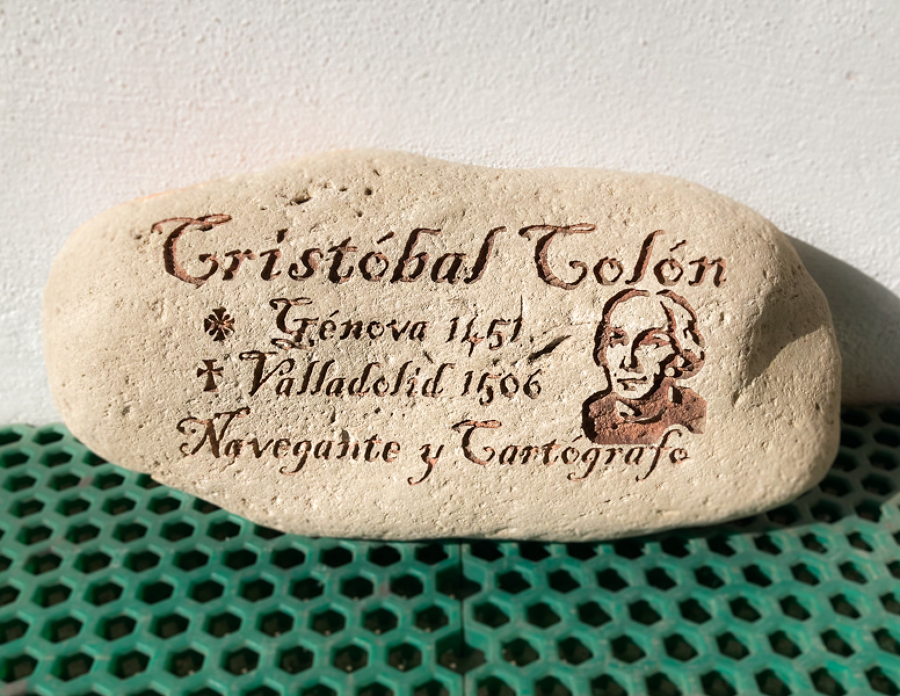 Cristóbal Colón
Génova 1451
✝ Valladolid 1506
Navegante y Cartógrafo